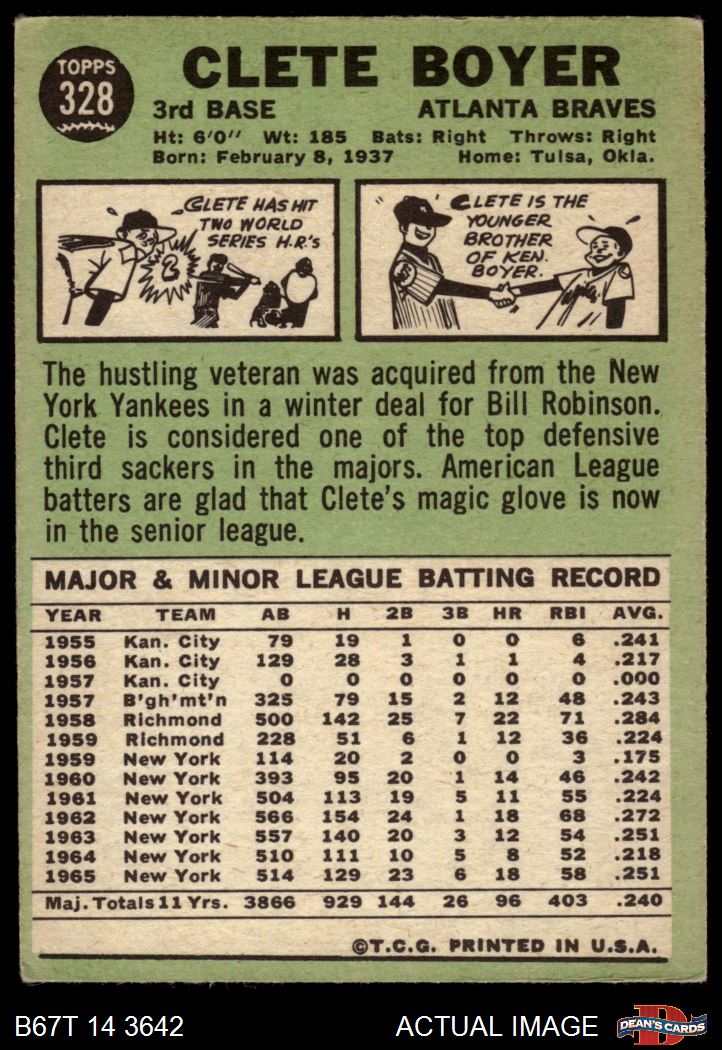 TOPPS
328
CLETE BOYER
3rd BASE ATLANTA BRAVES
Ht: 6'0" Wt: 185 Bats: Right Throws: Right
Born: February 8, 1937 Home: Tulsa, Okla.
CLETE HAS HIT
TWO WORLD
SERIES H.R.'s
2
CLETE IS THE
YOUNGER
BROTHER
OF KEN
BOYER.
The hustling veteran was acquired from the New
York Yankees in a winter deal for Bill Robinson.
Clete is considered one of the top defensive
third sackers in the majors. American League
batters are glad that Clete's magic glove is now
in the senior league.
MAJOR & MINOR LEAGUE BATTING RECORD
YEAR TEAM AB H 2B 3B HR RBI AVG.
1955 Kan. City 79 19 1 0 0 6 .241
1956 Kan. City 129 28 3 1 1 4 .217
1957 Kan. City 0 0 0 0 0 0 .000
1957 B'gh'mt'n 325 79 15 2 12 48 .243
1958 Richmond 500 142 25 7 22 71 .284
1959 Richmond 228 51 6 1 12 36 .224
1959 New York 114 20 2 0 0 3 .175
1960 New York 393 95 20 1 14 46 .242
1961 New York 504 113 19 5 11 55 .224
1962 New York 566 154 24 1 18 68 .272
1963 New York 557 140 20 3 12 54 .251
1964 New York 510 111 10 5 8 52 .218
1965 New York 514 129 23 6 18 58 .251
Maj. Totals 11 Yrs. 3866 929 144 26 96 403 .240
©T.C.G. PRINTED IN U.S.A.
B67T 14 3642 ACTUAL IMAGE
DEAN'S CARDS